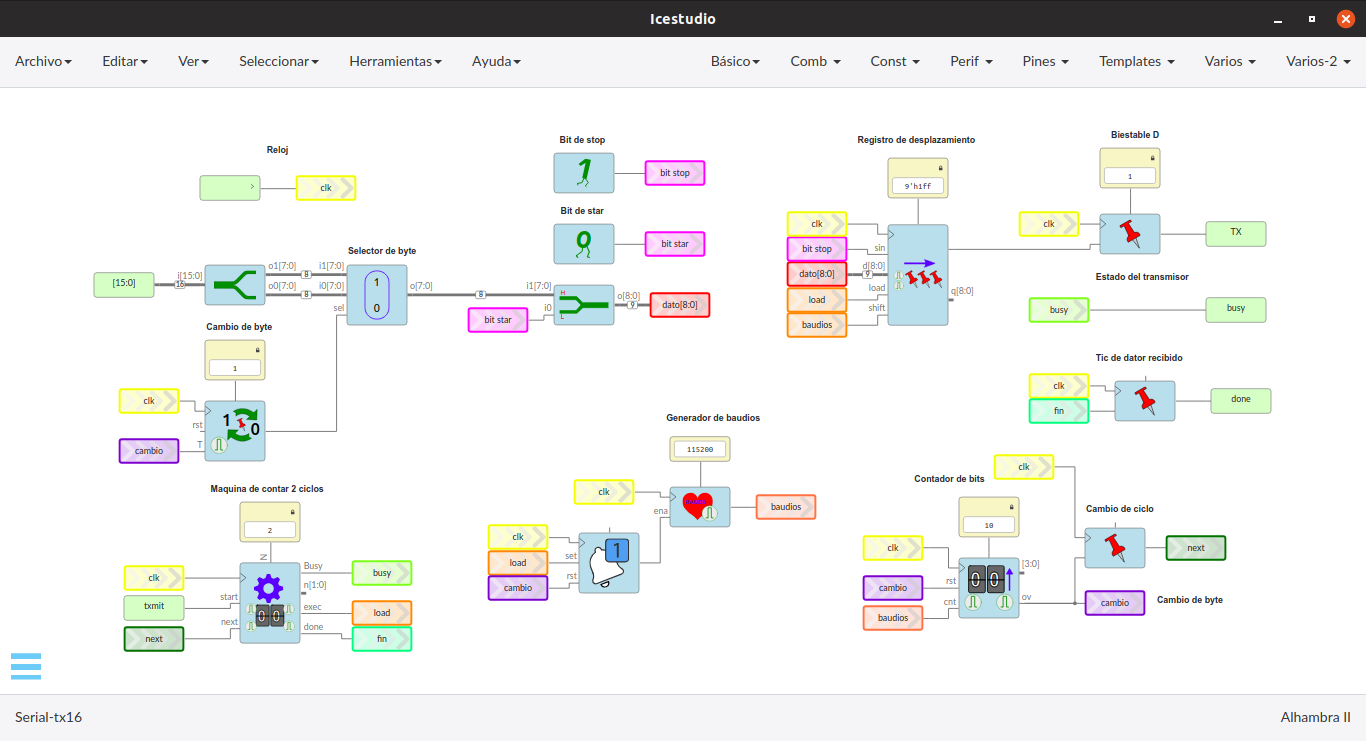 Icestudio
Archivo Editar Ver Seleccionar Herramientas Ayuda Básico Comb Const Perif Pines Templates Varios Varios-2
Reloj
clk
Bit de stop
1
bit stop
Bit de star
0
bit star
Selector de byte
[15:0]
i[15:0]
16
o1[7:0]
8
i1[7:0]
o0[7:0]
8
i0[7:0]
sel
1
0
o[7:0]
8
i1[7:0]
i0
bit star
H
L
o[8:0]
9
dato[8:0]
Cambio de byte
1
clk
rst
T
cambio
1
0
Maquina de contar 2 ciclos
2
N
clk
txmit
start
next
next
00
Busy
busy
n[1:0]
exec
load
done
fin
Generador de baudios
115200
clk
ena
BAUDS
baudios
clk
load
set
cambio
rst
1
Registro de desplazamiento
9'h1ff
clk
bit stop
sin
dato[8:0]
d[8:0]
9
load
load
baudios
shift
q[8:0]
Biestable D
1
clk
TX
Estado del transmisor
busy
busy
Tic de dator recibido
clk
fin
done
Contador de bits
10
clk
cambio
rst
baudios
cnt
00
[3:0]
ov
clk
Cambio de ciclo
next
cambio
Cambio de byte
Serial-tx16
Alhambra II